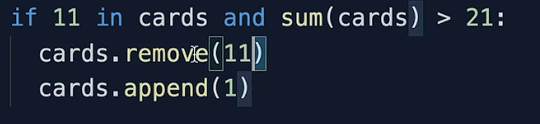 if 11 in cards and sum(cards) > 21:
cards.remove(11)
cards.append(1)